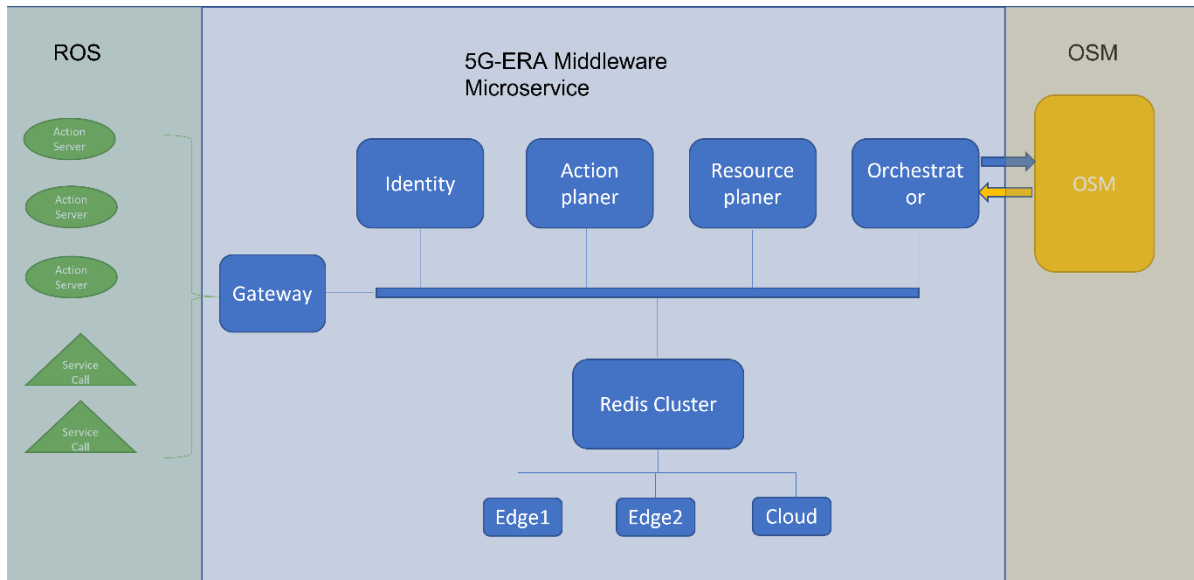 ROS
5G-ERA Middleware
Microservice
OSM
Action
Server
Action
Server
Action
Server
Service
Call
Service
Call
Identity
Action
planer
Resource
planer
Orchestrat
or
OSM
Gateway
Redis Cluster
Edge1
Edge2
Cloud